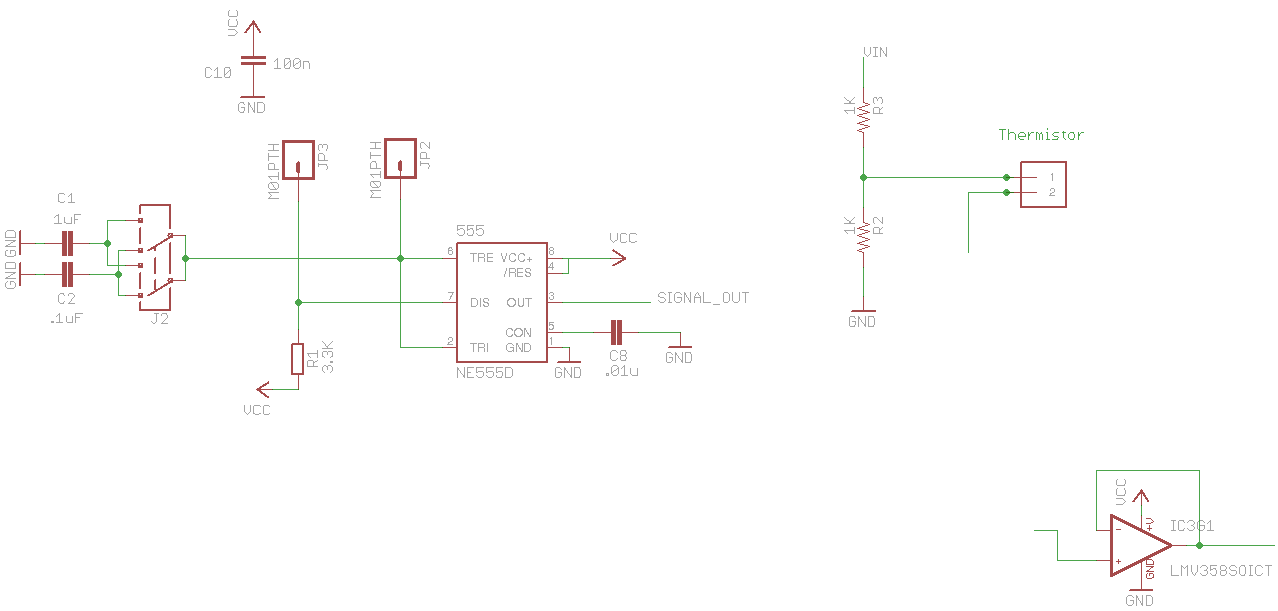 VCC
C10
100n
GND
VIN
1K
R3
Thermistor
1
2
M01PTH
JP3
M01PTH
JP2
C1
1uF
GND
GND
C2
.1uF
J2
555
6
TRE
VCC+
8
VCC
/RES
4
7
DIS
OUT
3
SIGNAL_OUT
CON
5
2
TRI
GND
1
NE555D
GND
C8
.01u
GND
R1
3.3K
VCC
1K
R2
GND
VCC
+V
IC3G1
-
+
GND
LMV358SOICT
GND